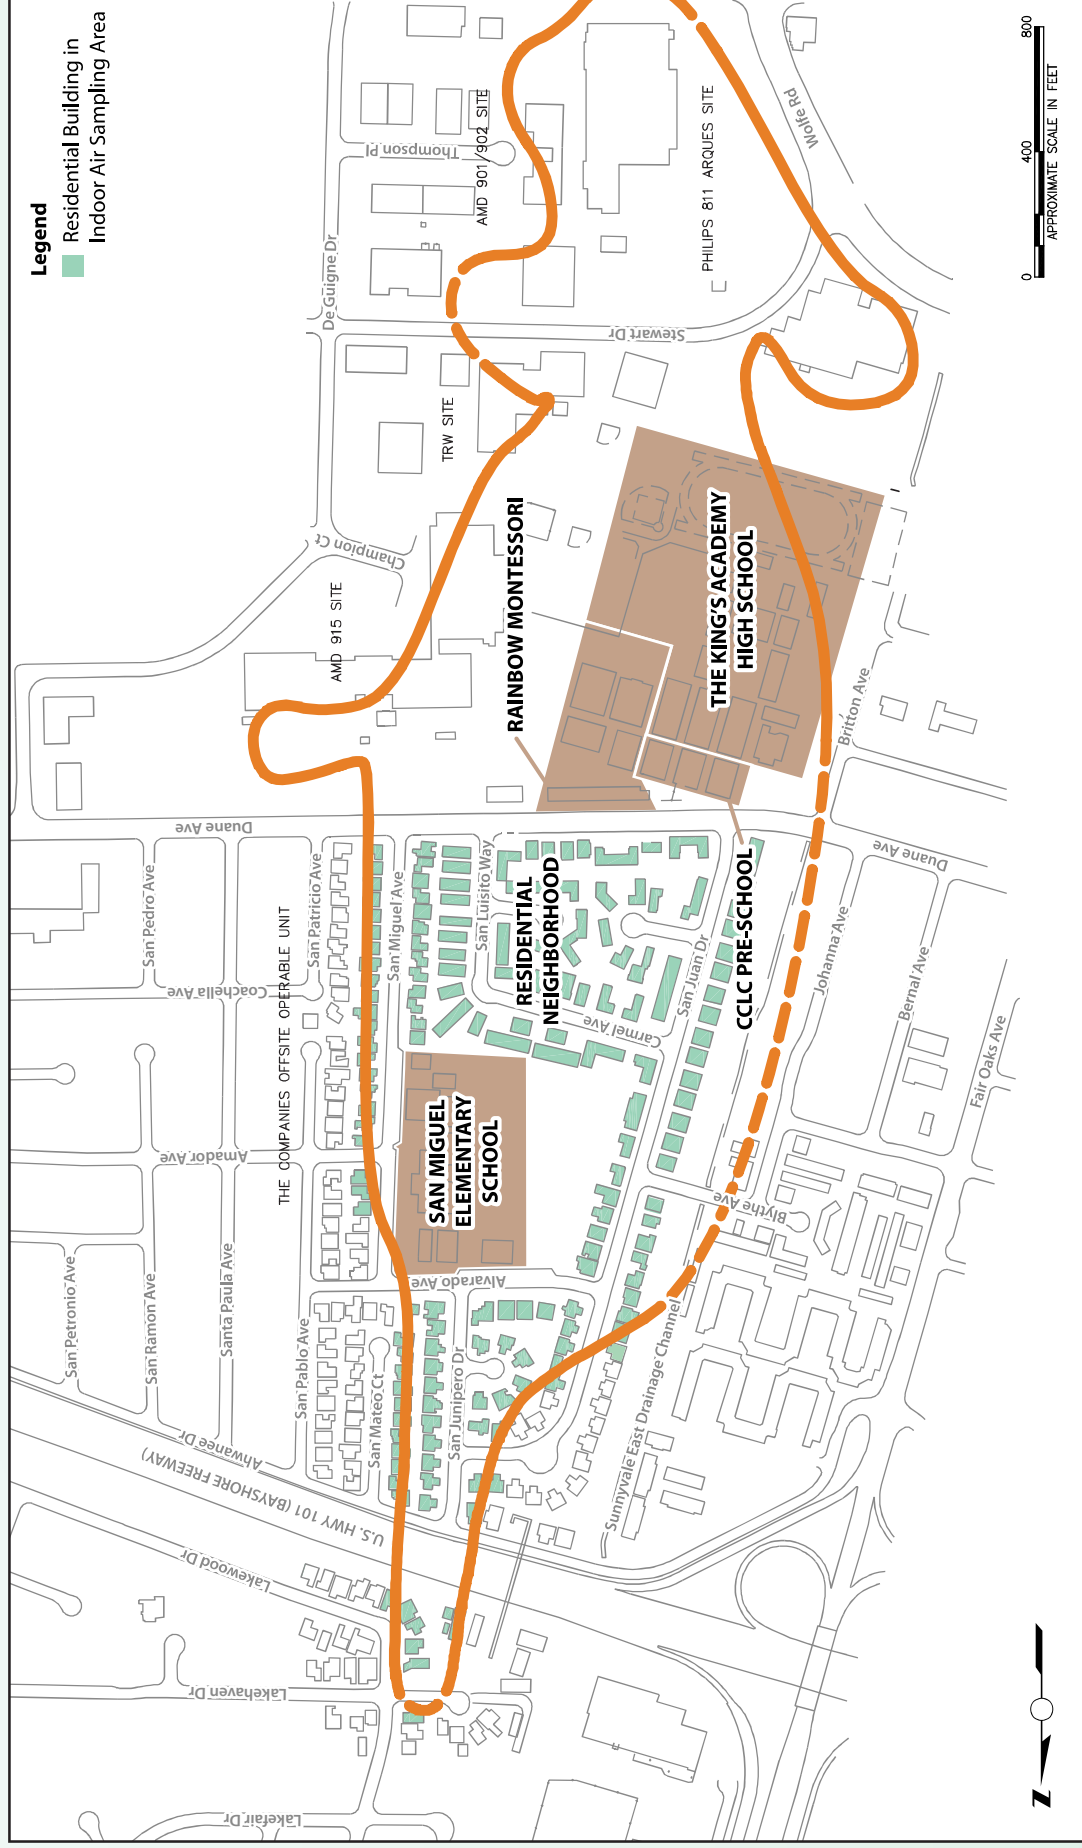 Legend
Residential Building in
Indoor Air Sampling Area
0
400
800
APPROXIMATE SCALE IN FEET
N
De Guigne Dr
Thompson Pl
AMD 901/902 SITE
PHILIPS 811 ARQUES SITE
Wolfe Rd
Stewart Dr
TRW SITE
Champion Ct
AMD 915 SITE
RAINBOW MONTESSORI
THE KING'S ACADEMY
HIGH SCHOOL
Britton Ave
Duane Ave
Duane Ave
San Pedro Ave
San Patricio Ave
San Miguel Ave
San Luisito Way
RESIDENTIAL
NEIGHBORHOOD
CCLC PRE-SCHOOL
San Juan Dr
Carmel Ave
Johanna Ave
Bernal Ave
Fair Oaks Ave
Coachella Ave
THE COMPANIES OFFSITE OPERABLE UNIT
Amador Ave
SAN MIGUEL
ELEMENTARY
SCHOOL
Blythe Ave
Alvarado Ave
San Petronio Ave
San Ramon Ave
Santa Paula Ave
San Pablo Ave
San Mateo Ct
San Junipero Dr
Sunnyvale East Drainage Channel
Ahwanee Dr
U.S. HWY 101 (BAYSHORE FREEWAY)
Lakewood Dr
Lakehaven Dr
Lakefair Dr